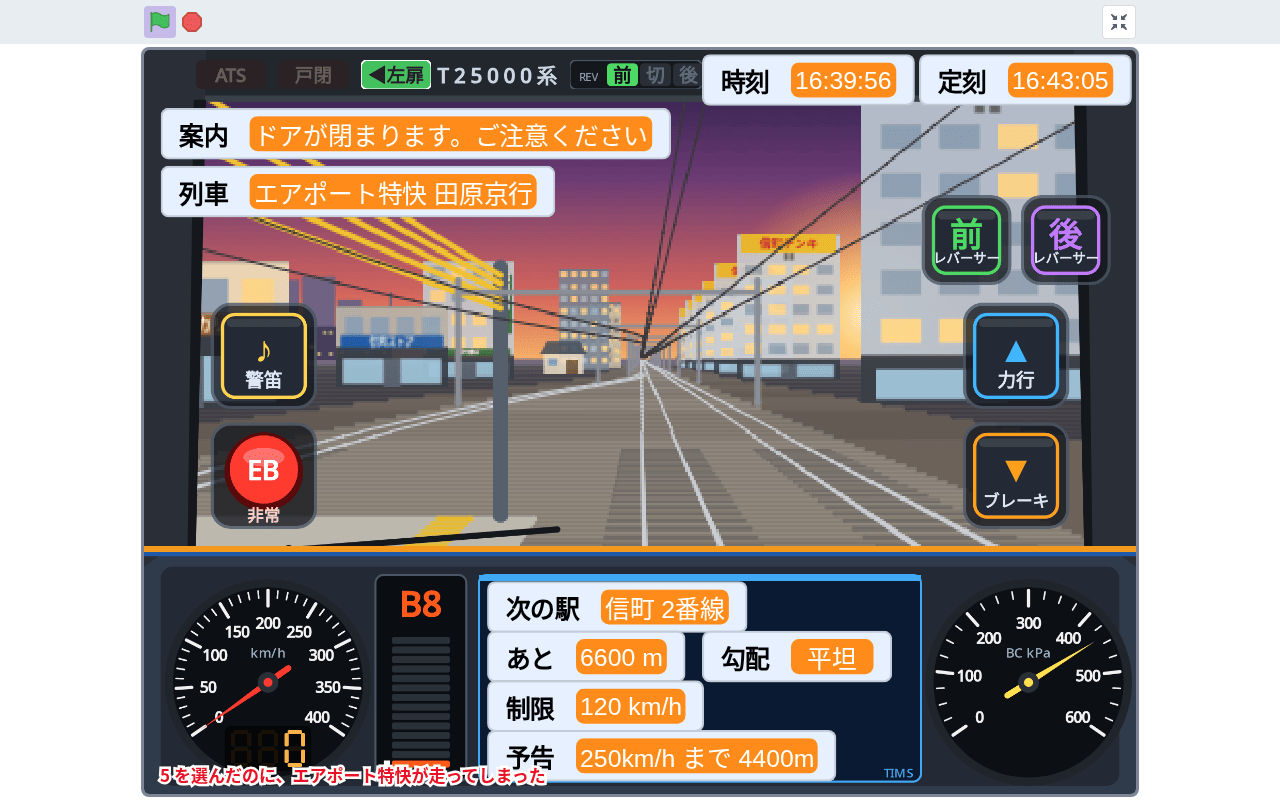 ATS
戸閉
◀左扉
T25000系
REV 前 切 後
時刻 16:39:56
定刻 16:43:05
案内 ドアが閉まります。ご注意ください
列車 エアポート特快 田原京行
信町デンキ
前
レバーサー
後
レバーサー
♪
警笛
▲
力行
EB
非常
▼
ブレーキ
0 50 100 150 200 250 300 350 400
km/h
0
B8
次の駅 信町 2番線
あと 6600 m
勾配 平坦
制限 120 km/h
予告 250km/h まで 4400m
TIMS
0 100 200 300 400 500 600
BC kPa
5 を選んだのに、エアポート特快が走ってしまった